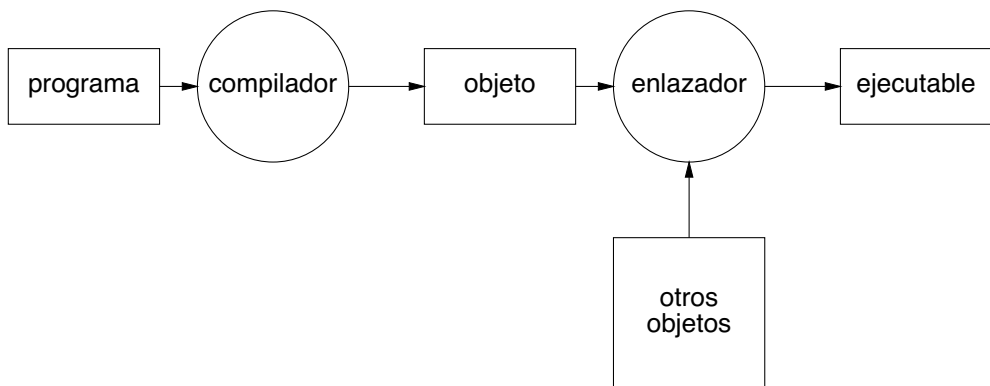 programa
compilador
objeto
enlazador
ejecutable
otros
objetos